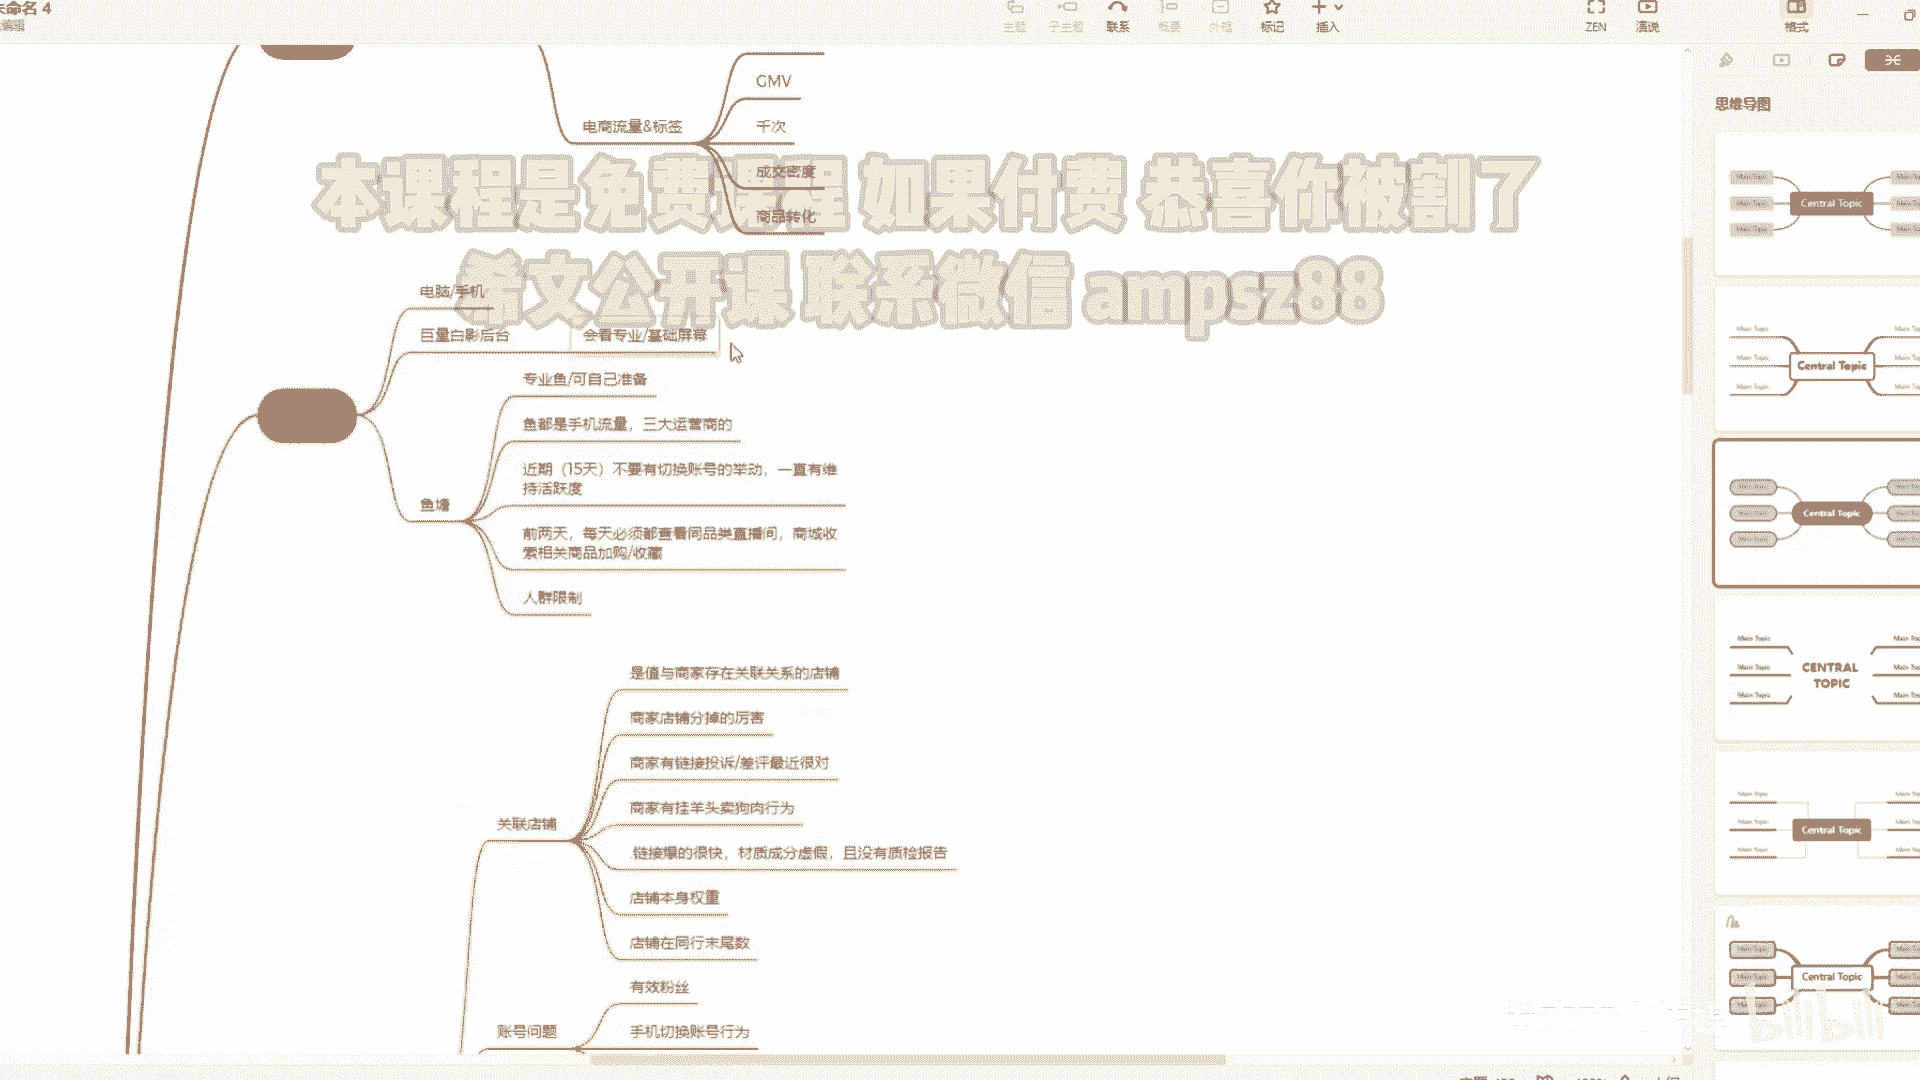 未命名 4
主题
子主题
联系
概要
外框
标记
插入
ZEN
演说
格式
思维导图
GMV
电商流量&标签
千次
成交密度
商品转化
本课程是免费课程 如果付费 恭喜你被割了
希文公开课 联系微信 ampsz88
电脑/手机
巨量白影后台
会看专业/基础屏幕
专业鱼/可自己准备
鱼都是手机流量，三大运营商的
近期（15天）不要有切换账号的举动，一直有维
持活跃度
鱼塘
前两天，每天必须都查看同品类直播间，商城收
索相关商品加购/收藏
人群限制
是值与商家存在关联关系的店铺
商家店铺分掉的厉害
商家有链接投诉/差评最近很对
商家有挂羊头卖狗肉行为
关联店铺
链接爆的很快，材质成分虚假，且没有质检报告
店铺本身权重
店铺在同行末尾数
有效粉丝
账号问题
手机切换账号行为
Central Topic
Central Topic
Central Topic
CENTRAL
TOPIC
Central Topic
Central Topic
bilibili